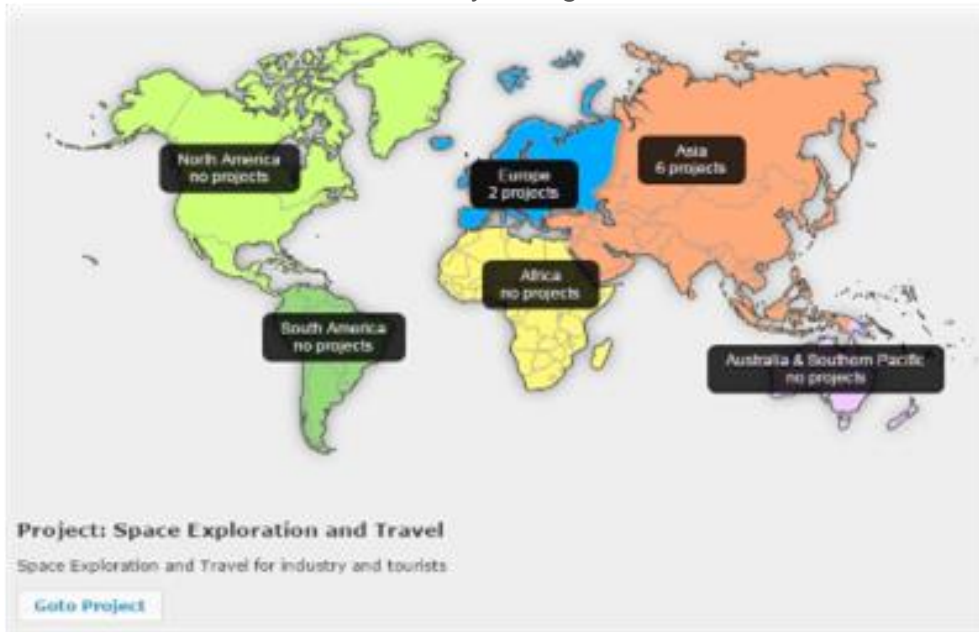 North America
no projects
Europe
2 projects
Asia
6 projects
Africa
no projects
South America
no projects
Australia & Southern Pacific
no projects
Project: Space Exploration and Travel
Space Exploration and Travel for industry and tourists
Goto Project